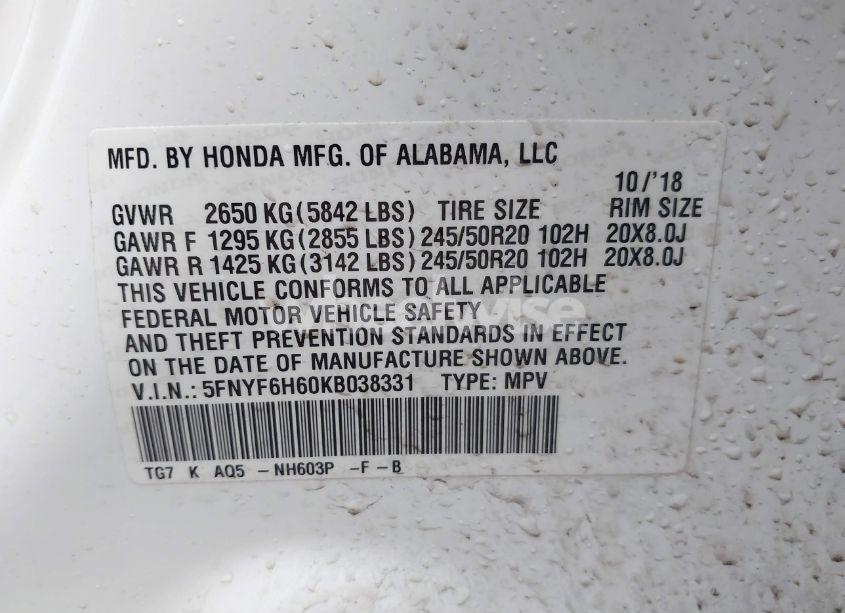 MFD. BY HONDA MFG. OF ALABAMA, LLC
10/'18
GVWR 2650 KG (5842 LBS) TIRE SIZE RIM SIZE
GAWR F 1295 KG (2855 LBS) 245/50R20 102H 20X8.0J
GAWR R 1425 KG (3142 LBS) 245/50R20 102H 20X8.0J
THIS VEHICLE CONFORMS TO ALL APPLICABLE
FEDERAL MOTOR VEHICLE SAFETY
AND THEFT PREVENTION STANDARDS IN EFFECT
ON THE DATE OF MANUFACTURE SHOWN ABOVE.
V.I.N.: 5FNYF6H60KB038331 TYPE: MPV
TG7 K AQ5 -NH603P -F-B